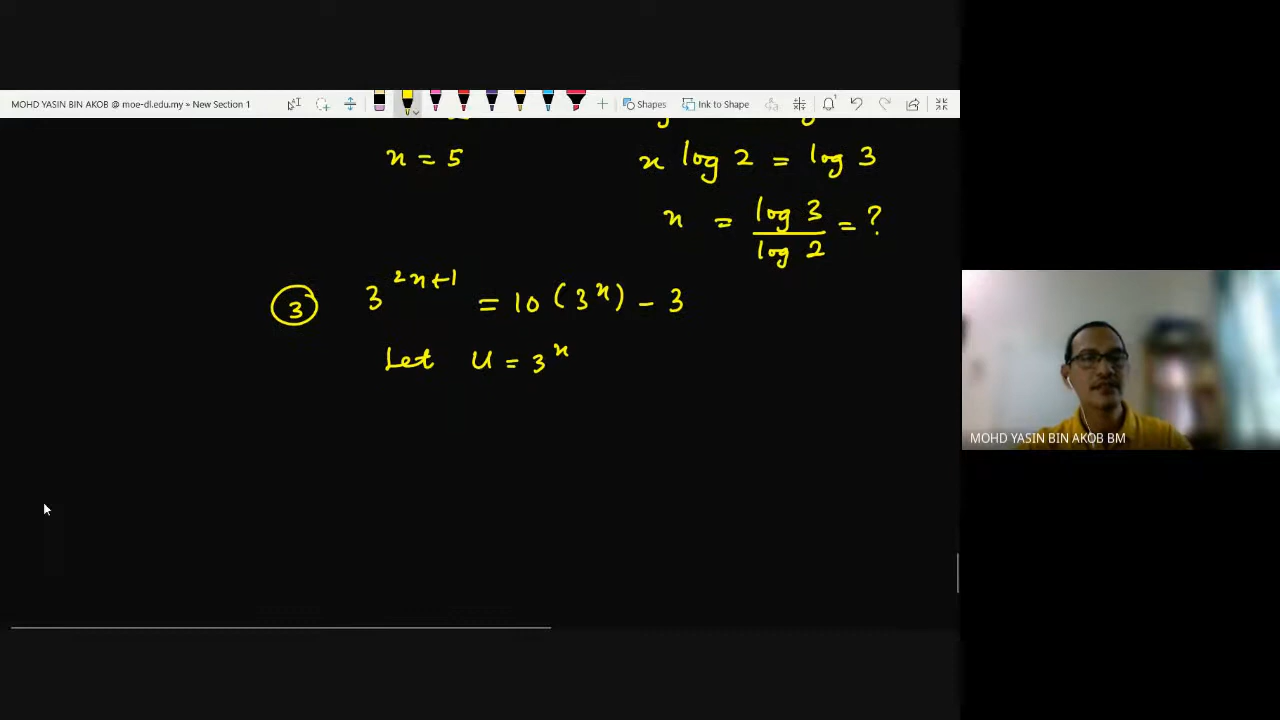 MOHD YASIN BIN AKOB @ moe-dl.edu.my » New Section 1
Shapes
Ink to Shape
x = 5
x log 2 = log 3
x = log 3 / log 2 = ?
③ 3^{2x+1} = 10 (3^x) - 3
Let u = 3^x
MOHD YASIN BIN AKOB BM